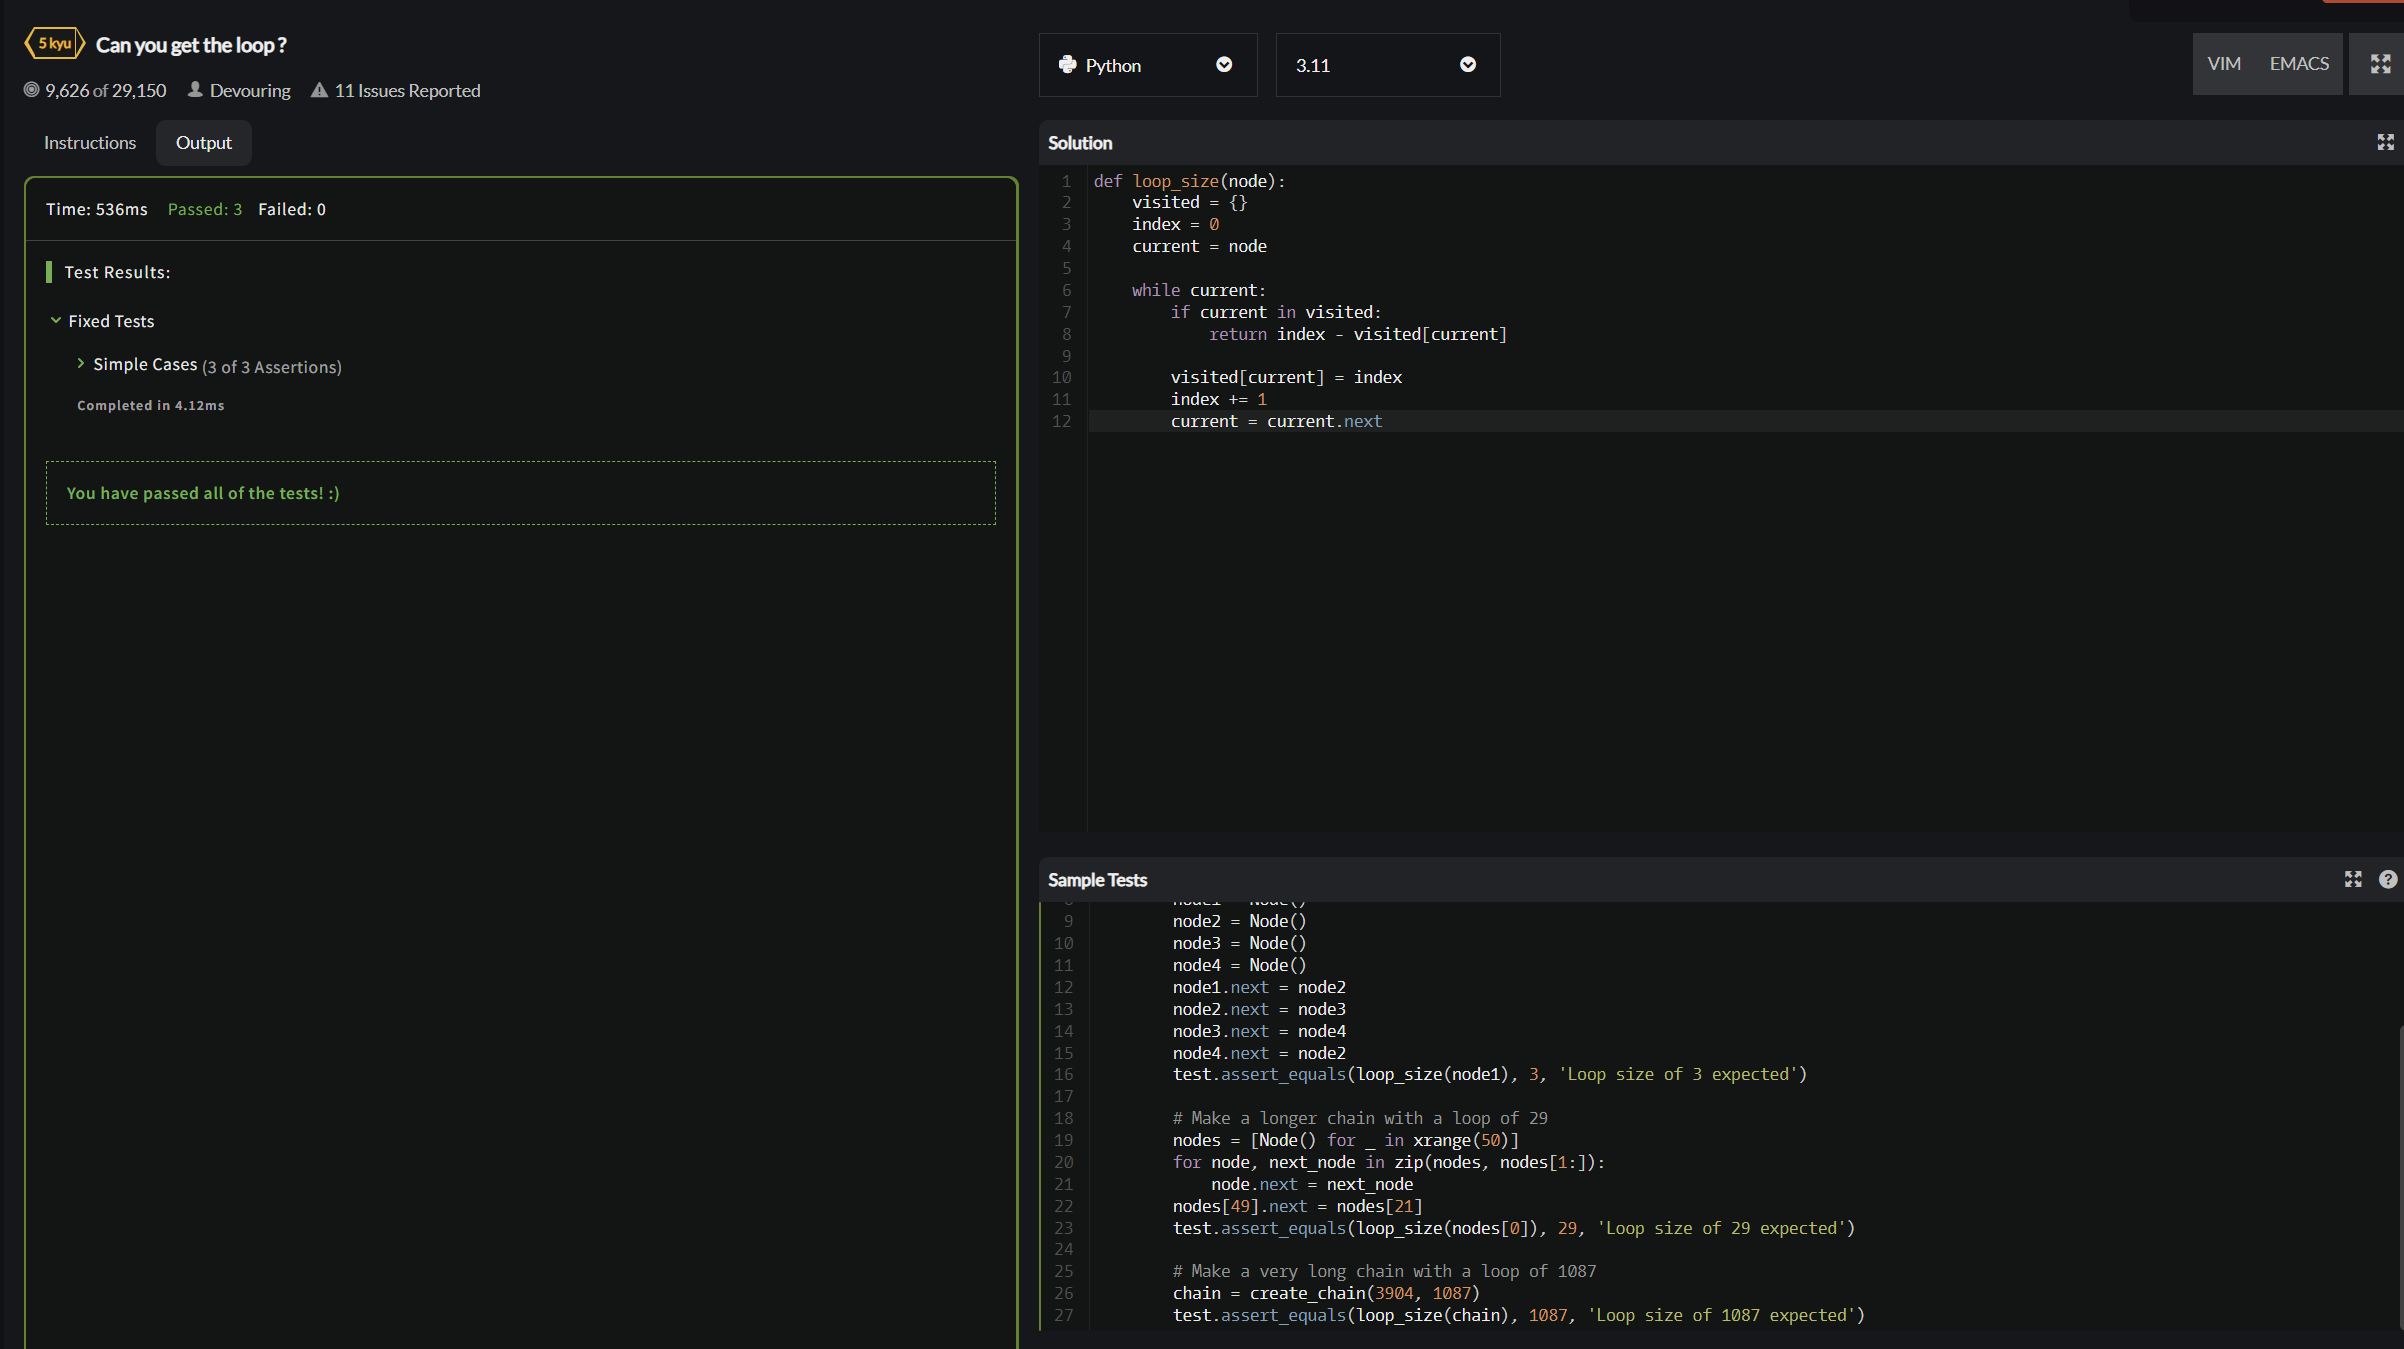 5 kyu Can you get the loop ?
9,626 of 29,150 Devouring 11 Issues Reported
Instructions Output
Time: 536ms Passed: 3 Failed: 0
Test Results:
Fixed Tests
Simple Cases (3 of 3 Assertions)
Completed in 4.12ms
You have passed all of the tests! :)
Python 3.11 VIM EMACS
Solution
1 def loop_size(node):
2 visited = {}
3 index = 0
4 current = node
5
6 while current:
7 if current in visited:
8 return index - visited[current]
9
10 visited[current] = index
11 index += 1
12 current = current.next
Sample Tests
8 node1 = Node()
9 node2 = Node()
10 node3 = Node()
11 node4 = Node()
12 node1.next = node2
13 node2.next = node3
14 node3.next = node4
15 node4.next = node2
16 test.assert_equals(loop_size(node1), 3, 'Loop size of 3 expected')
17
18 # Make a longer chain with a loop of 29
19 nodes = [Node() for _ in xrange(50)]
20 for node, next_node in zip(nodes, nodes[1:]):
21 node.next = next_node
22 nodes[49].next = nodes[21]
23 test.assert_equals(loop_size(nodes[0]), 29, 'Loop size of 29 expected')
24
25 # Make a very long chain with a loop of 1087
26 chain = create_chain(3904, 1087)
27 test.assert_equals(loop_size(chain), 1087, 'Loop size of 1087 expected')